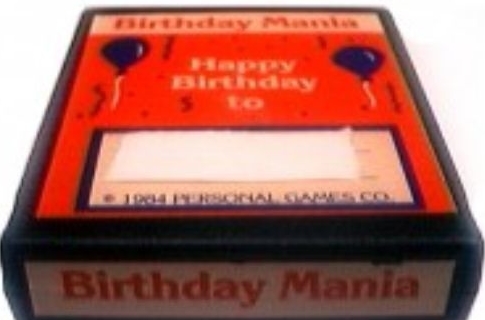 Birthday Mania
Happy
Birthday
to
© 1984 PERSONAL GAMES CO.
Birthday Mania